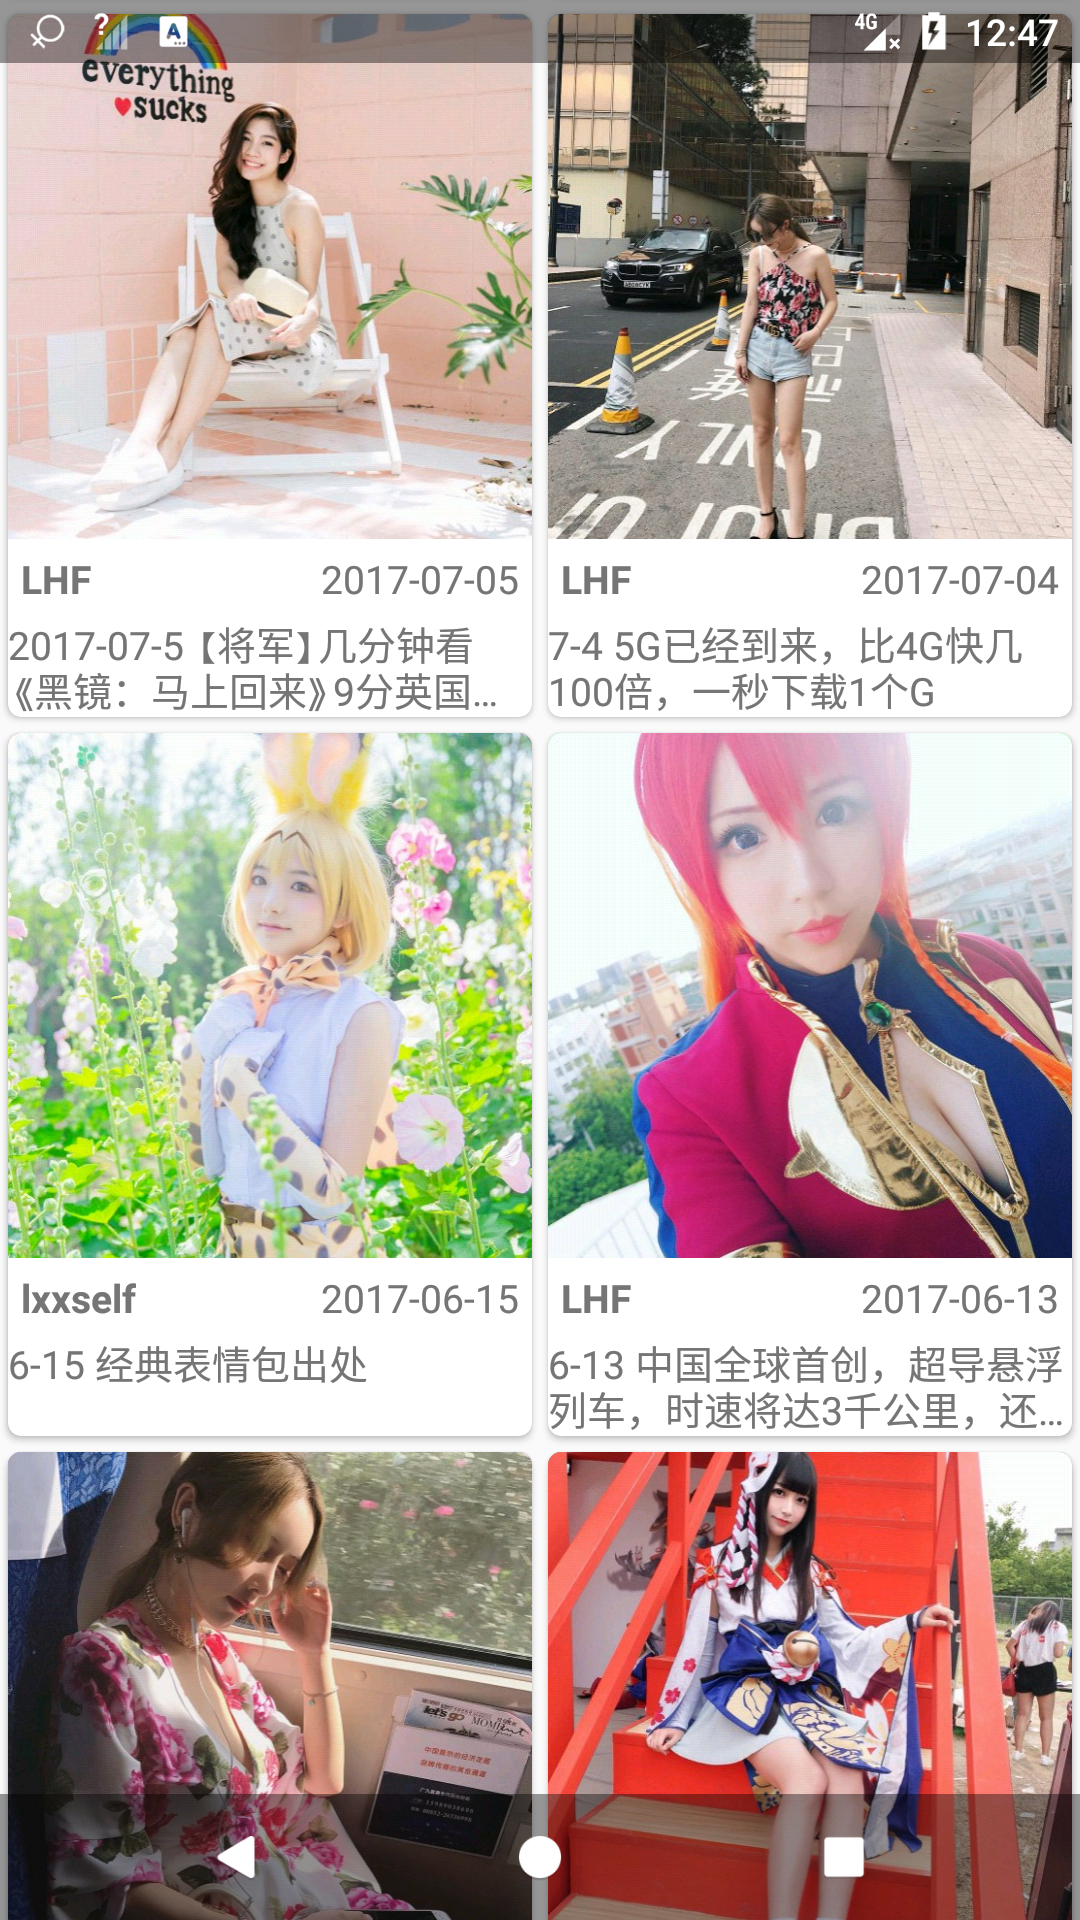 12:47
4G
A
?
everything
sucks
ONLY
LHF 2017-07-05
2017-07-5【将军】几分钟看
《黑镜：马上回来》9分英国...
LHF 2017-07-04
7-4 5G已经到来，比4G快几
100倍，一秒下载1个G
lxxself 2017-06-15
6-15 经典表情包出处
LHF 2017-06-13
6-13 中国全球首创，超导悬浮
列车，时速将达3千公里，还...
let's go